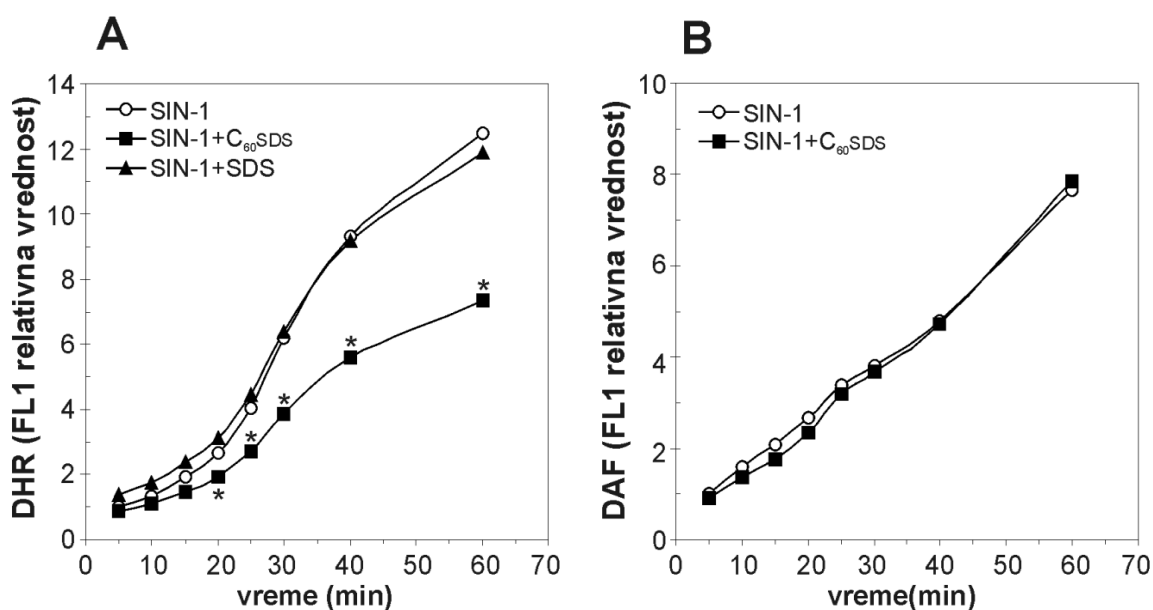 A
DHR (FL1 relativna vrednost)
14
12
10
8
6
4
2
0
SIN-1
SIN-1+C₆₀SDS
SIN-1+SDS
*
*
*
*
*
0 10 20 30 40 50 60 70
vreme (min)
B
DAF (FL1 relativna vrednost)
10
8
6
4
2
0
SIN-1
SIN-1+C₆₀SDS
0 10 20 30 40 50 60 70
vreme(min)